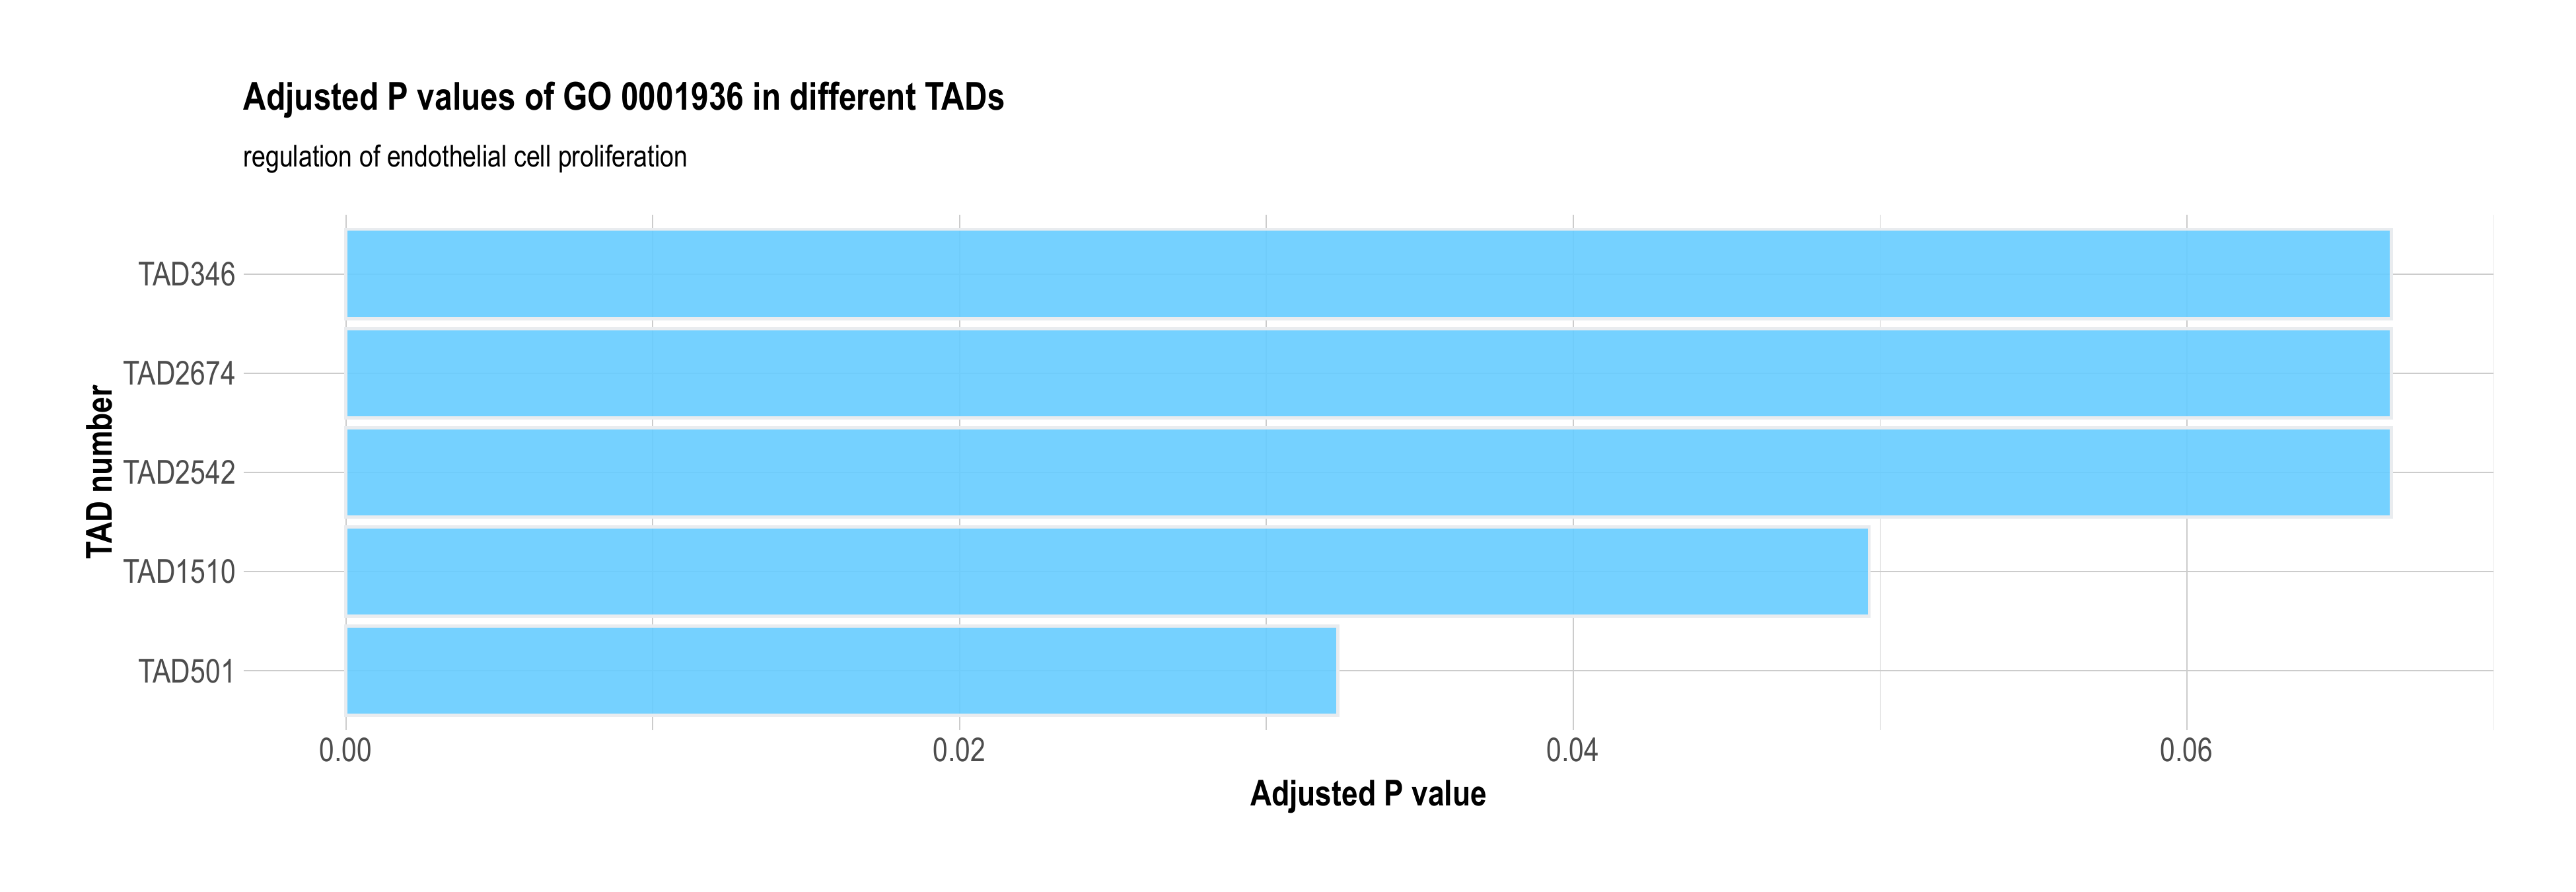 Adjusted P values of GO 0001936 in different TADs
regulation of endothelial cell proliferation
TAD number
TAD346
TAD2674
TAD2542
TAD1510
TAD501
0.00
0.02
0.04
0.06
Adjusted P value